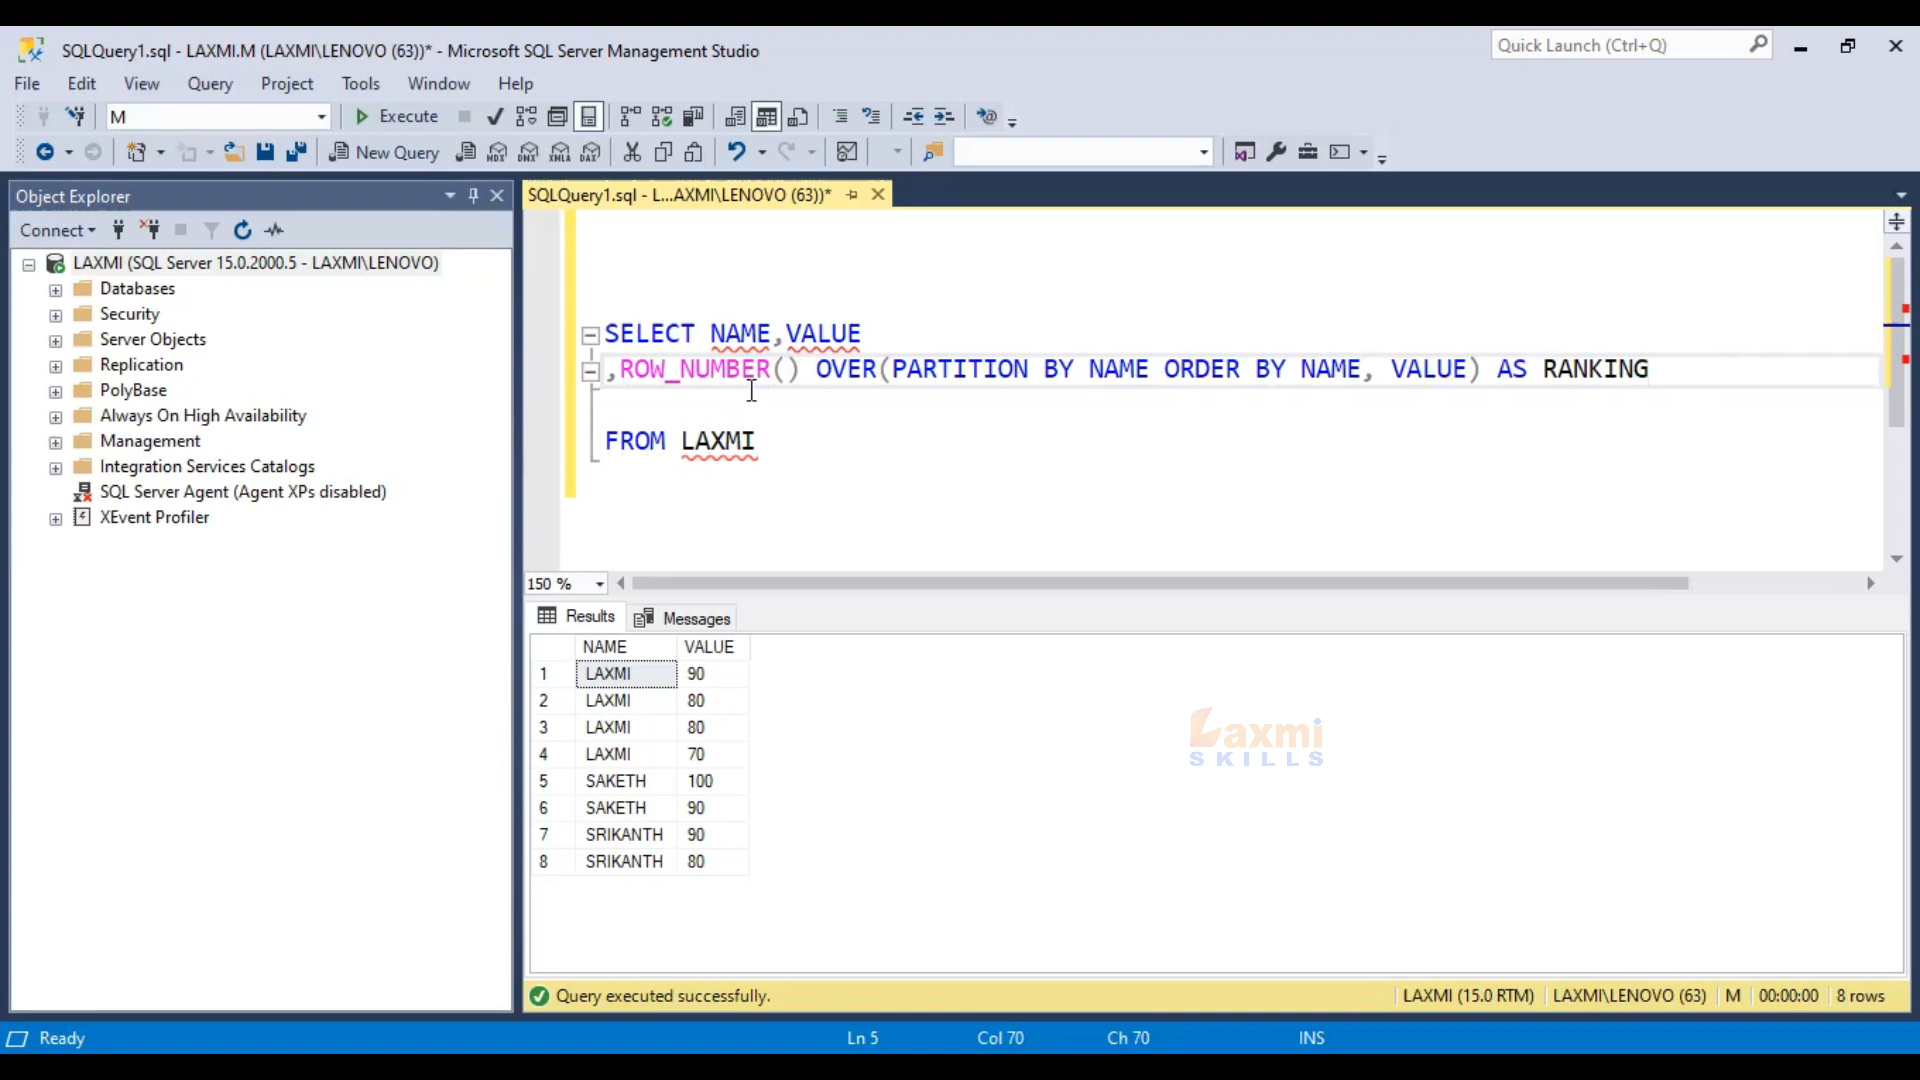 SQLQuery1.sql - LAXMI.M (LAXMI\LENOVO (63))* - Microsoft SQL Server Management Studio
Quick Launch (Ctrl+Q)
File Edit View Query Project Tools Window Help
M Execute
New Query MDX DMX XMLA DAX
Object Explorer
SQLQuery1.sql - L...AXMI\LENOVO (63))*
Connect
LAXMI (SQL Server 15.0.2000.5 - LAXMI\LENOVO)
Databases
Security
Server Objects
Replication
PolyBase
Always On High Availability
Management
Integration Services Catalogs
SQL Server Agent (Agent XPs disabled)
XEvent Profiler
SELECT NAME,VALUE
,ROW_NUMBER() OVER(PARTITION BY NAME ORDER BY NAME, VALUE) AS RANKING
FROM LAXMI
150 %
Results Messages
NAME VALUE
1 LAXMI 90
2 LAXMI 80
3 LAXMI 80
4 LAXMI 70
5 SAKETH 100
6 SAKETH 90
7 SRIKANTH 90
8 SRIKANTH 80
Laxmi
SKILLS
Query executed successfully.
LAXMI (15.0 RTM) LAXMI\LENOVO (63) M 00:00:00 8 rows
Ready Ln 5 Col 70 Ch 70 INS